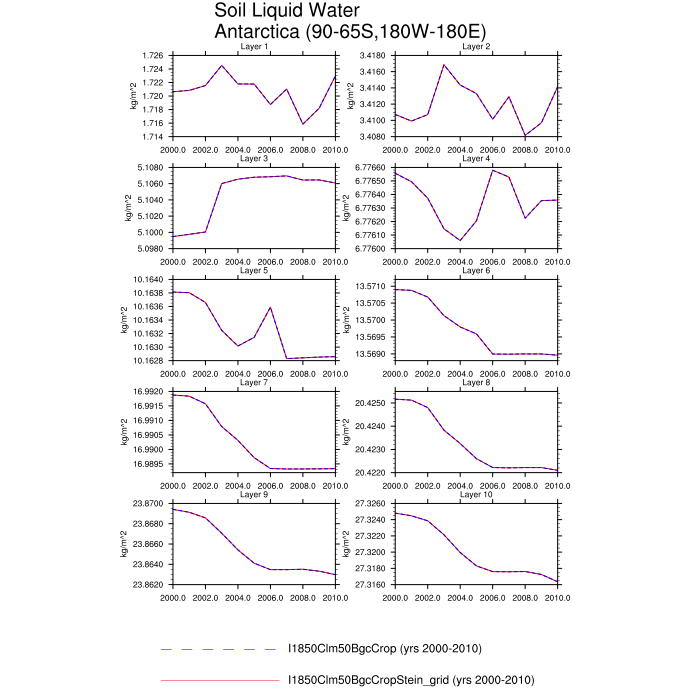 Soil Liquid Water
Antarctica (90-65S,180W-180E)
Layer 1
kg/m^2
1.726
1.724
1.722
1.720
1.718
1.716
1.714
2000.0 2002.0 2004.0 2006.0 2008.0 2010.0
Layer 2
kg/m^2
3.4180
3.4160
3.4140
3.4120
3.4100
3.4080
2000.0 2002.0 2004.0 2006.0 2008.0 2010.0
Layer 3
kg/m^2
5.1080
5.1060
5.1040
5.1020
5.1000
5.0980
2000.0 2002.0 2004.0 2006.0 2008.0 2010.0
Layer 4
kg/m^2
6.77660
6.77650
6.77640
6.77630
6.77620
6.77610
6.77600
2000.0 2002.0 2004.0 2006.0 2008.0 2010.0
Layer 5
kg/m^2
10.1640
10.1638
10.1636
10.1634
10.1632
10.1630
10.1628
2000.0 2002.0 2004.0 2006.0 2008.0 2010.0
Layer 6
kg/m^2
13.5710
13.5705
13.5700
13.5695
13.5690
2000.0 2002.0 2004.0 2006.0 2008.0 2010.0
Layer 7
kg/m^2
16.9920
16.9915
16.9910
16.9905
16.9900
16.9895
2000.0 2002.0 2004.0 2006.0 2008.0 2010.0
Layer 8
kg/m^2
20.4250
20.4240
20.4230
20.4220
2000.0 2002.0 2004.0 2006.0 2008.0 2010.0
Layer 9
kg/m^2
23.8700
23.8680
23.8660
23.8640
23.8620
2000.0 2002.0 2004.0 2006.0 2008.0 2010.0
Layer 10
kg/m^2
27.3260
27.3240
27.3220
27.3200
27.3180
27.3160
2000.0 2002.0 2004.0 2006.0 2008.0 2010.0
I1850Clm50BgcCrop (yrs 2000-2010)
I1850Clm50BgcCropStein_grid (yrs 2000-2010)